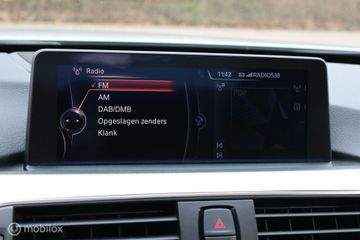 Radio
11:42
RADIO538
FM
AM
DAB/DMB
Opgeslagen zenders
Klank
mobilox